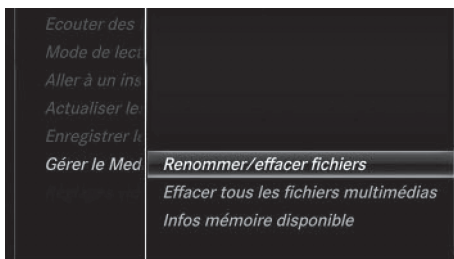 Ecouter des
Mode de lect
Aller à un ins
Actualiser le
Enregistrer le
Gérer le Med
Renommer/effacer fichiers
Effacer tous les fichiers multimédias
Infos mémoire disponible